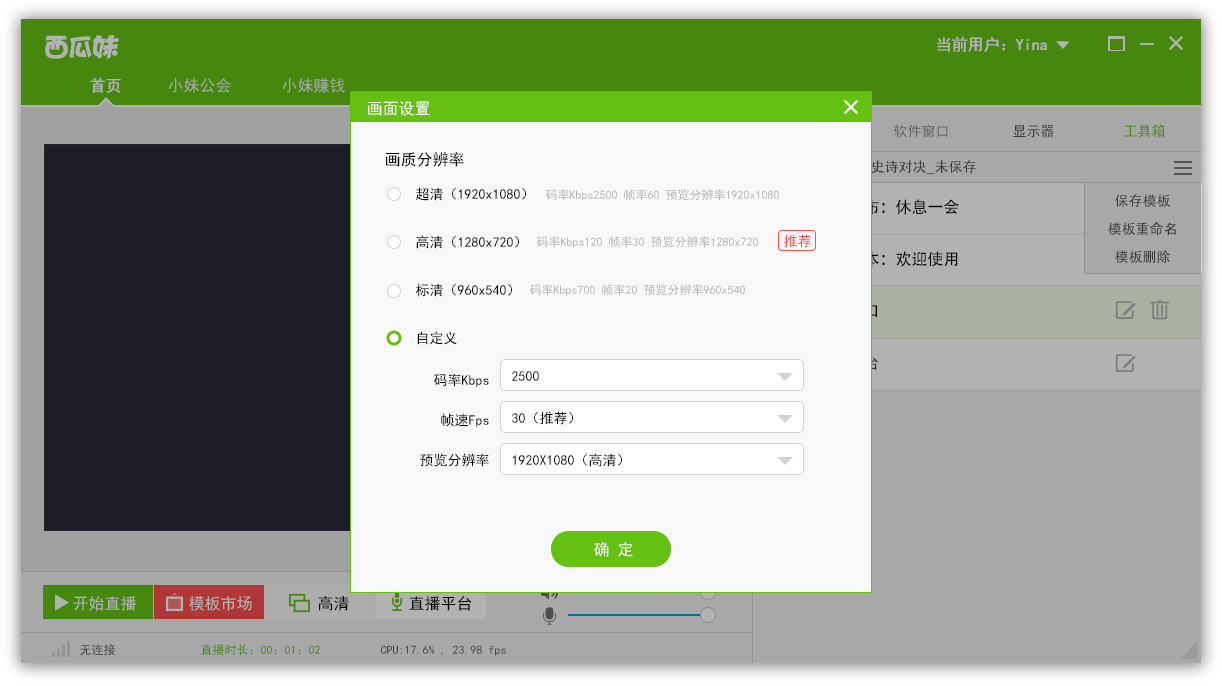 西瓜妹
当前用户：Yina
首页
小妹公会
小妹赚钱
画面设置
软件窗口
显示器
工具箱
史诗对决_未保存
保存模板
模板重命名
模板删除
：休息一会
：欢迎使用
画质分辨率
超清（1920x1080） 码率Kbps2500 帧率60 预览分辨率1920x1080
高清（1280x720） 码率Kbps120 帧率30 预览分辨率1280x720 推荐
标清（960x540） 码率Kbps700 帧率20 预览分辨率960x540
自定义
码率Kbps 2500
帧速Fps 30（推荐）
预览分辨率 1920X1080（高清）
确 定
开始直播
模板市场
高清
直播平台
无连接
直播时长：00：01：02
CPU:17.6% , 23.98 fps